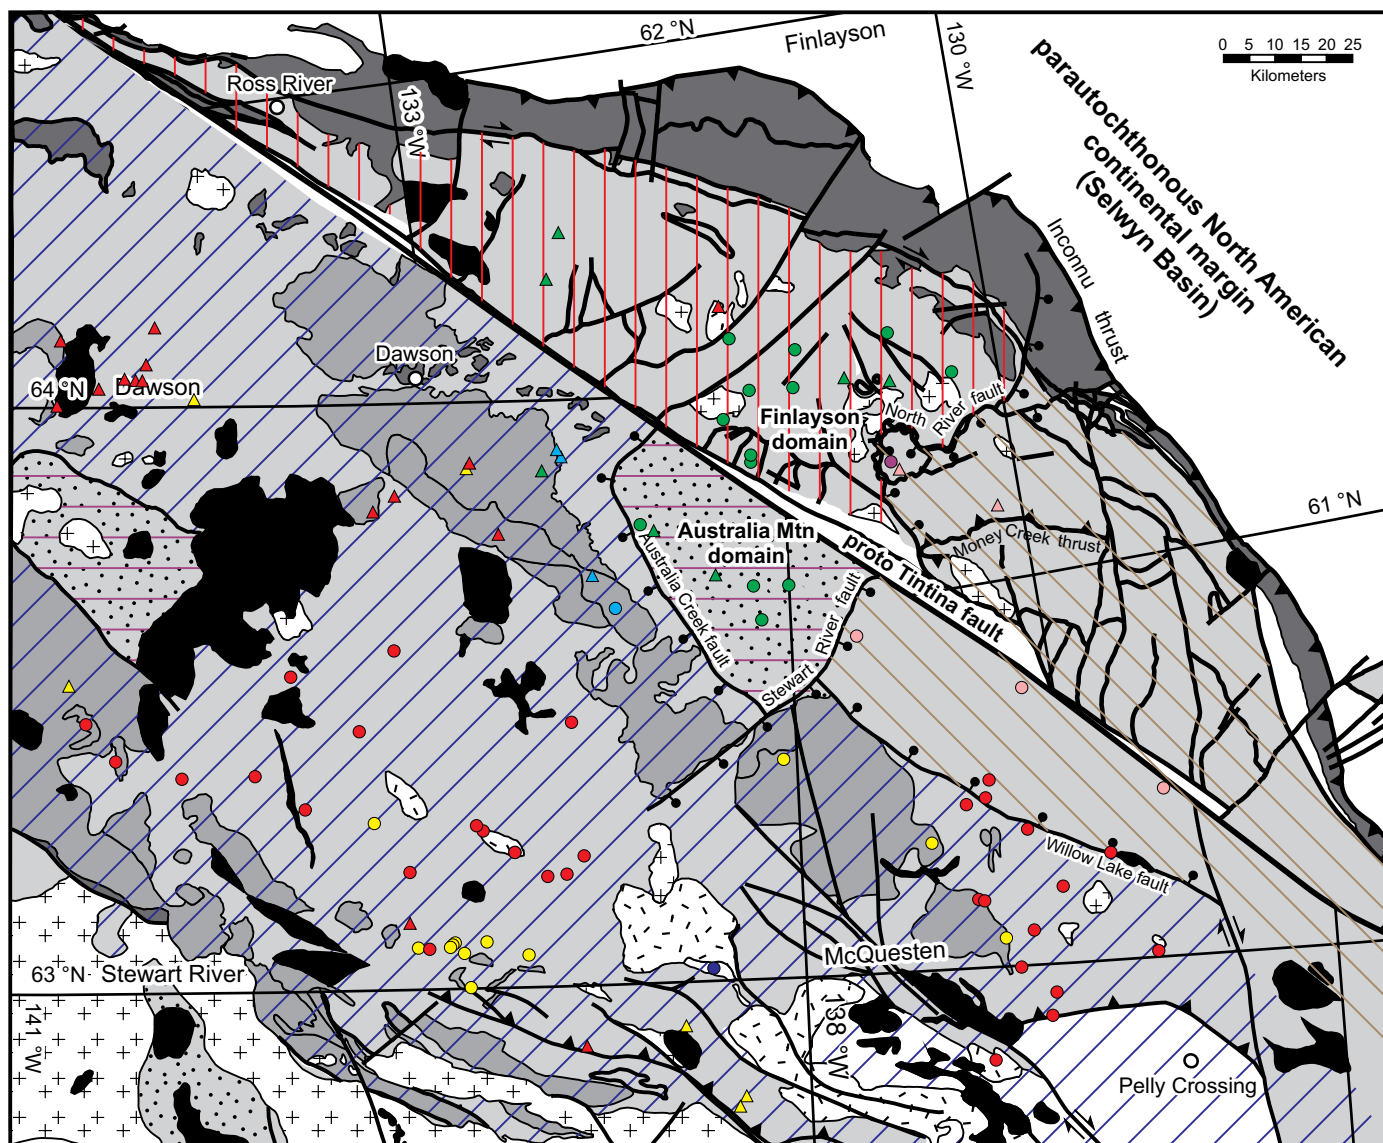 62 °N
Finlayson
130 °W
0 5 10 15 20 25
Kilometers
parautochthonous North American
continental margin
(Selwyn Basin)
Ross River
133 °W
Inconnu thrust
Dawson
64 °N
Dawson
North
River fault
Finlayson
domain
61 °N
Australia Mtn
domain
proto Tintina fault
Money Creek thrust
Australia Creek fault
Stewart River fault
Willow Lake fault
McQuesten
63 °N
Stewart River
141 °W
138 °W
Pelly Crossing